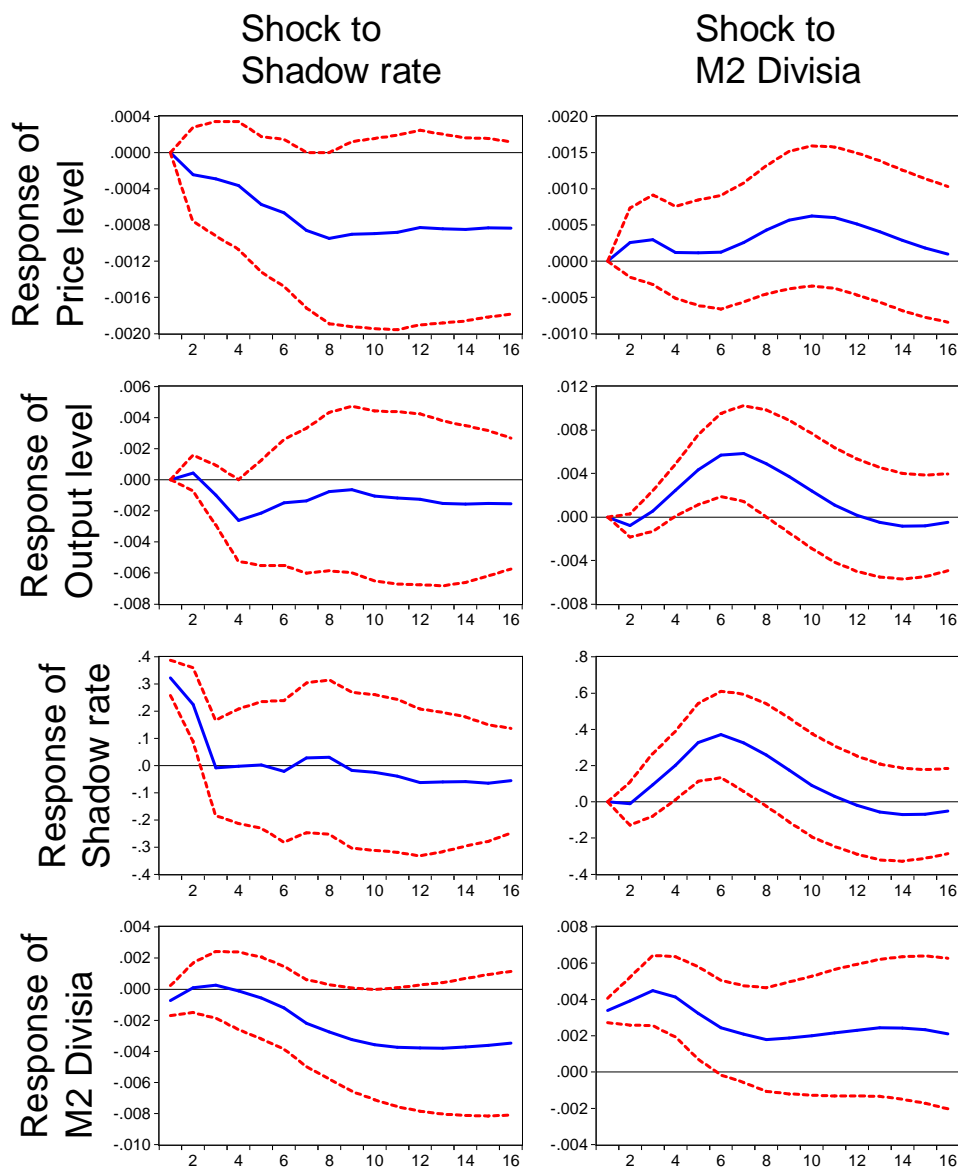 Shock to
Shadow rate
Shock to
M2 Divisia
Response of
Price level
.0004
.0000
-.0004
-.0008
-.0012
-.0016
-.0020
2 4 6 8 10 12 14 16
.0020
.0015
.0010
.0005
.0000
-.0005
-.0010
2 4 6 8 10 12 14 16
Response of
Output level
.006
.004
.002
.000
-.002
-.004
-.006
-.008
2 4 6 8 10 12 14 16
.012
.008
.004
.000
-.004
-.008
2 4 6 8 10 12 14 16
Response of
Shadow rate
.4
.3
.2
.1
.0
-.1
-.2
-.3
-.4
2 4 6 8 10 12 14 16
.8
.6
.4
.2
.0
-.2
-.4
2 4 6 8 10 12 14 16
Response of
M2 Divisia
.004
.002
.000
-.002
-.004
-.006
-.008
-.010
2 4 6 8 10 12 14 16
.008
.006
.004
.002
.000
-.002
-.004
2 4 6 8 10 12 14 16